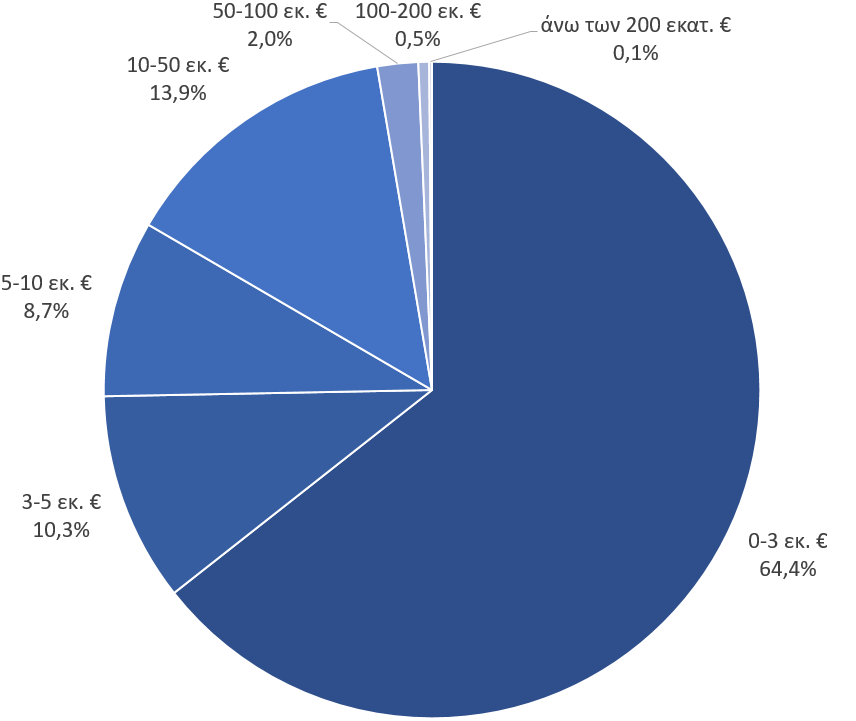 50-100 εκ. €
2,0%
100-200 εκ. €
0,5%
άνω των 200 εκατ. €
0,1%
10-50 εκ. €
13,9%
5-10 εκ. €
8,7%
3-5 εκ. €
10,3%
0-3 εκ. €
64,4%